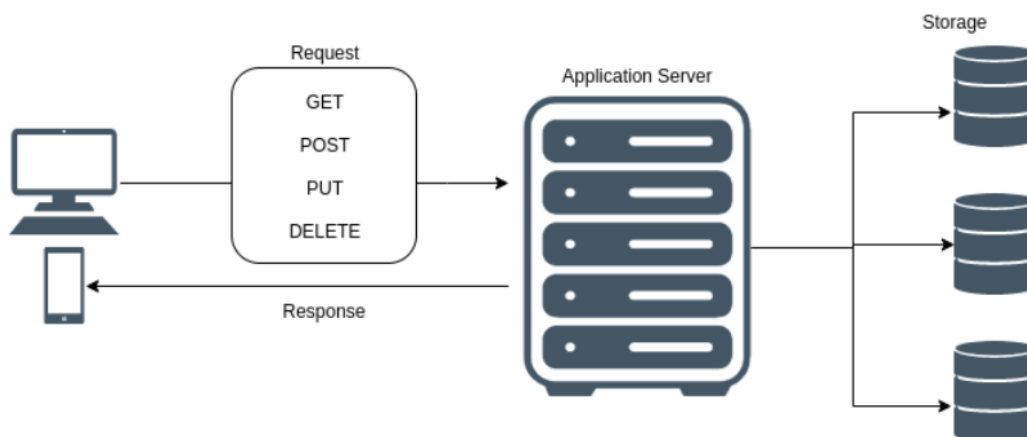 Storage
Request
Application Server
GET
POST
PUT
DELETE
Response